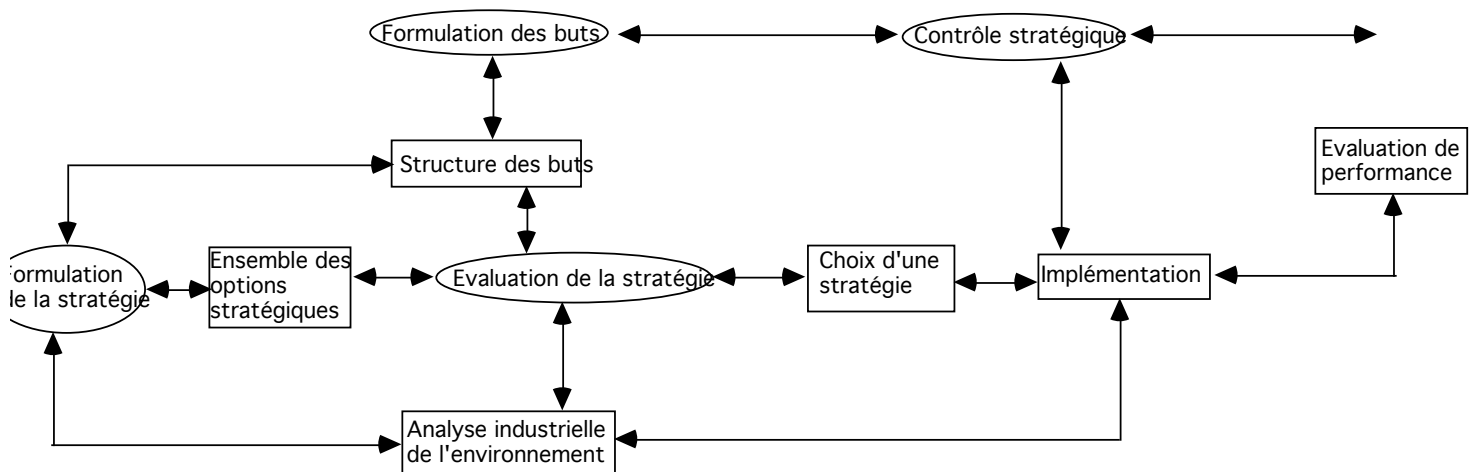 Formulation des buts
Contrôle stratégique
Structure des buts
Evaluation de
performance
Formulation
de la stratégie
Ensemble des
options
stratégiques
Evaluation de la stratégie
Choix d'une
stratégie
Implémentation
Analyse industrielle
de l'environnement